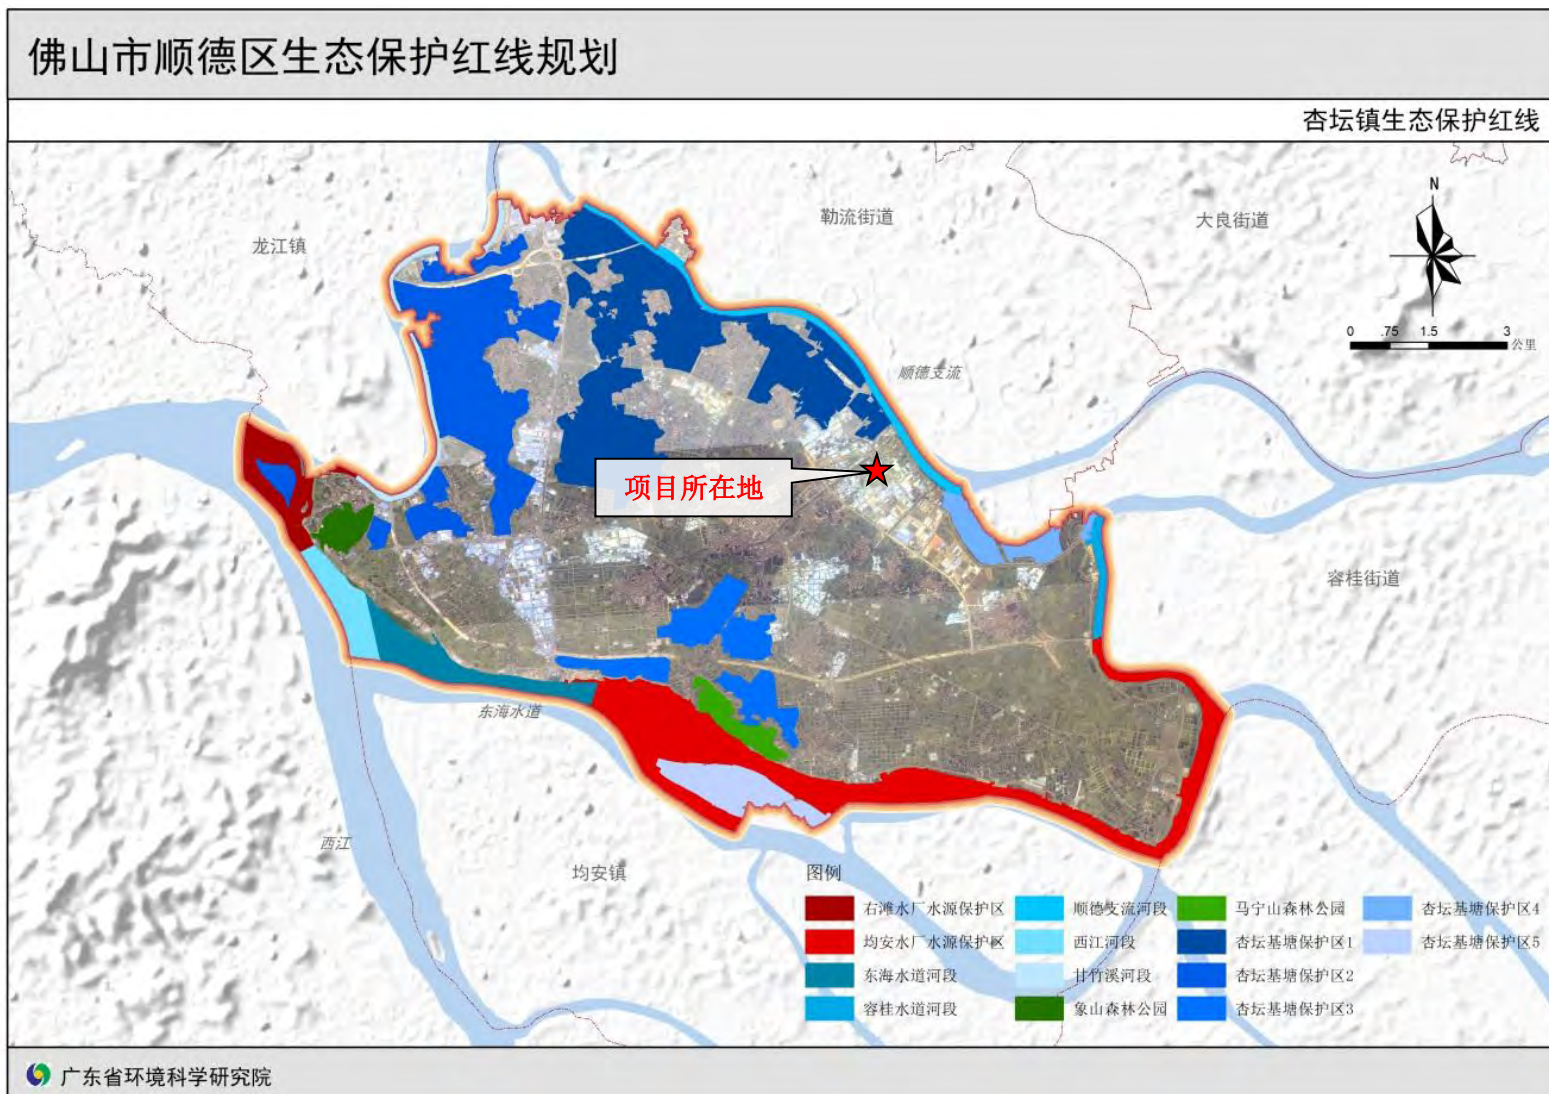 佛山市顺德区生态保护红线规划
杏坛镇生态保护红线
龙江镇
勒流街道
大良街道
N
0 .75 1.5 3
公里
顺德支流
项目所在地
容桂街道
东海水道
西江
均安镇
图例
右滩水厂水源保护区
顺德支流河段
马宁山森林公园
杏坛基塘保护区4
均安水厂水源保护区
西江河段
杏坛基塘保护区1
杏坛基塘保护区5
东海水道河段
甘竹溪河段
杏坛基塘保护区2
容桂水道河段
象山森林公园
杏坛基塘保护区3
广东省环境科学研究院